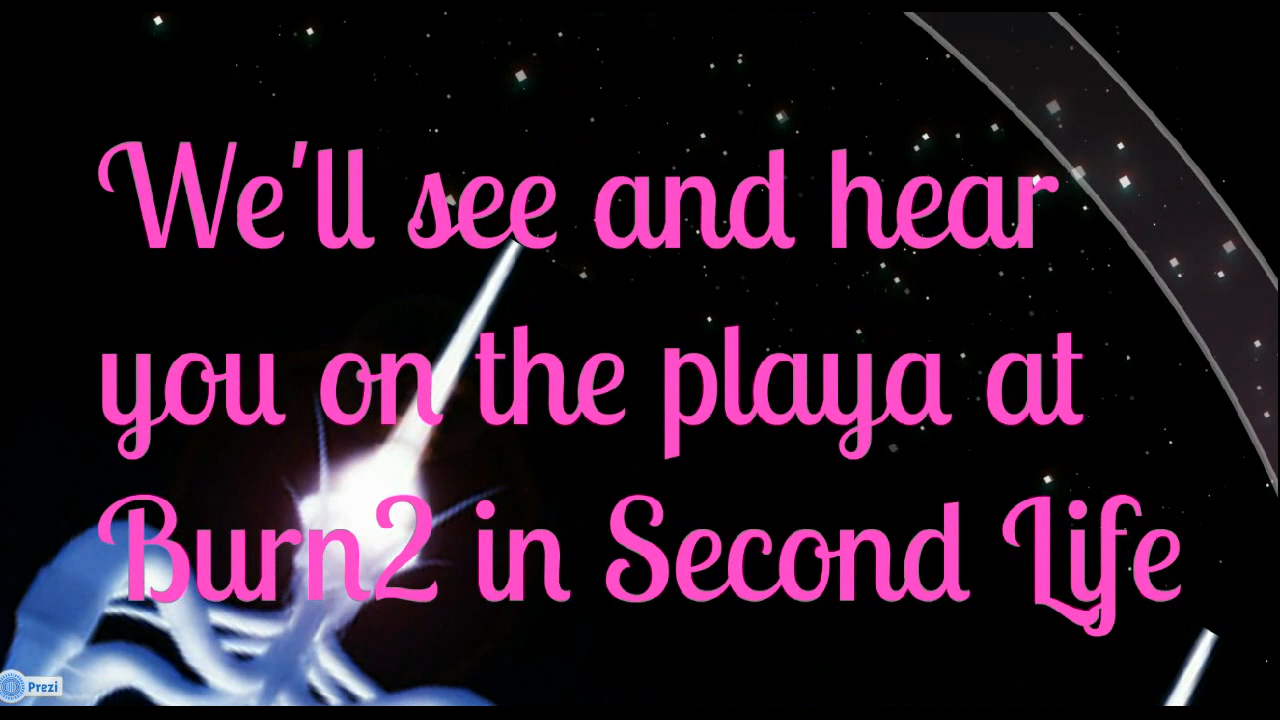 We'll see and hear
you on the playa at
Burn2 in Second Life
Prezi